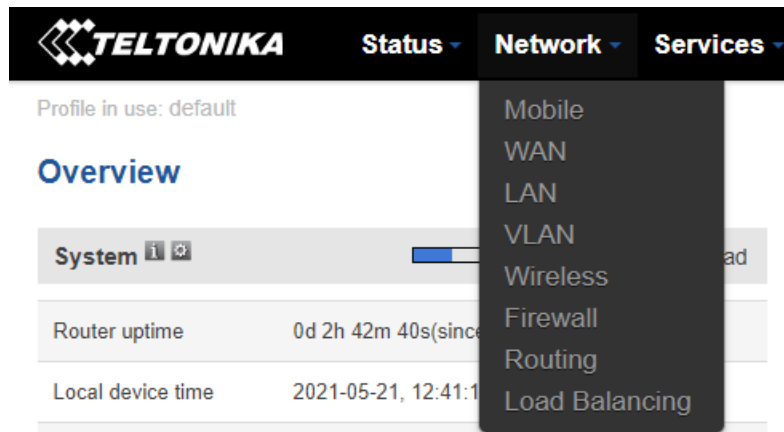 TELTONIKA Status Network Services
Profile in use: default
Overview
System
Router uptime 0d 2h 42m 40s(since
Local device time 2021-05-21, 12:41:1
Mobile
WAN
LAN
VLAN
Wireless
Firewall
Routing
Load Balancing
ad